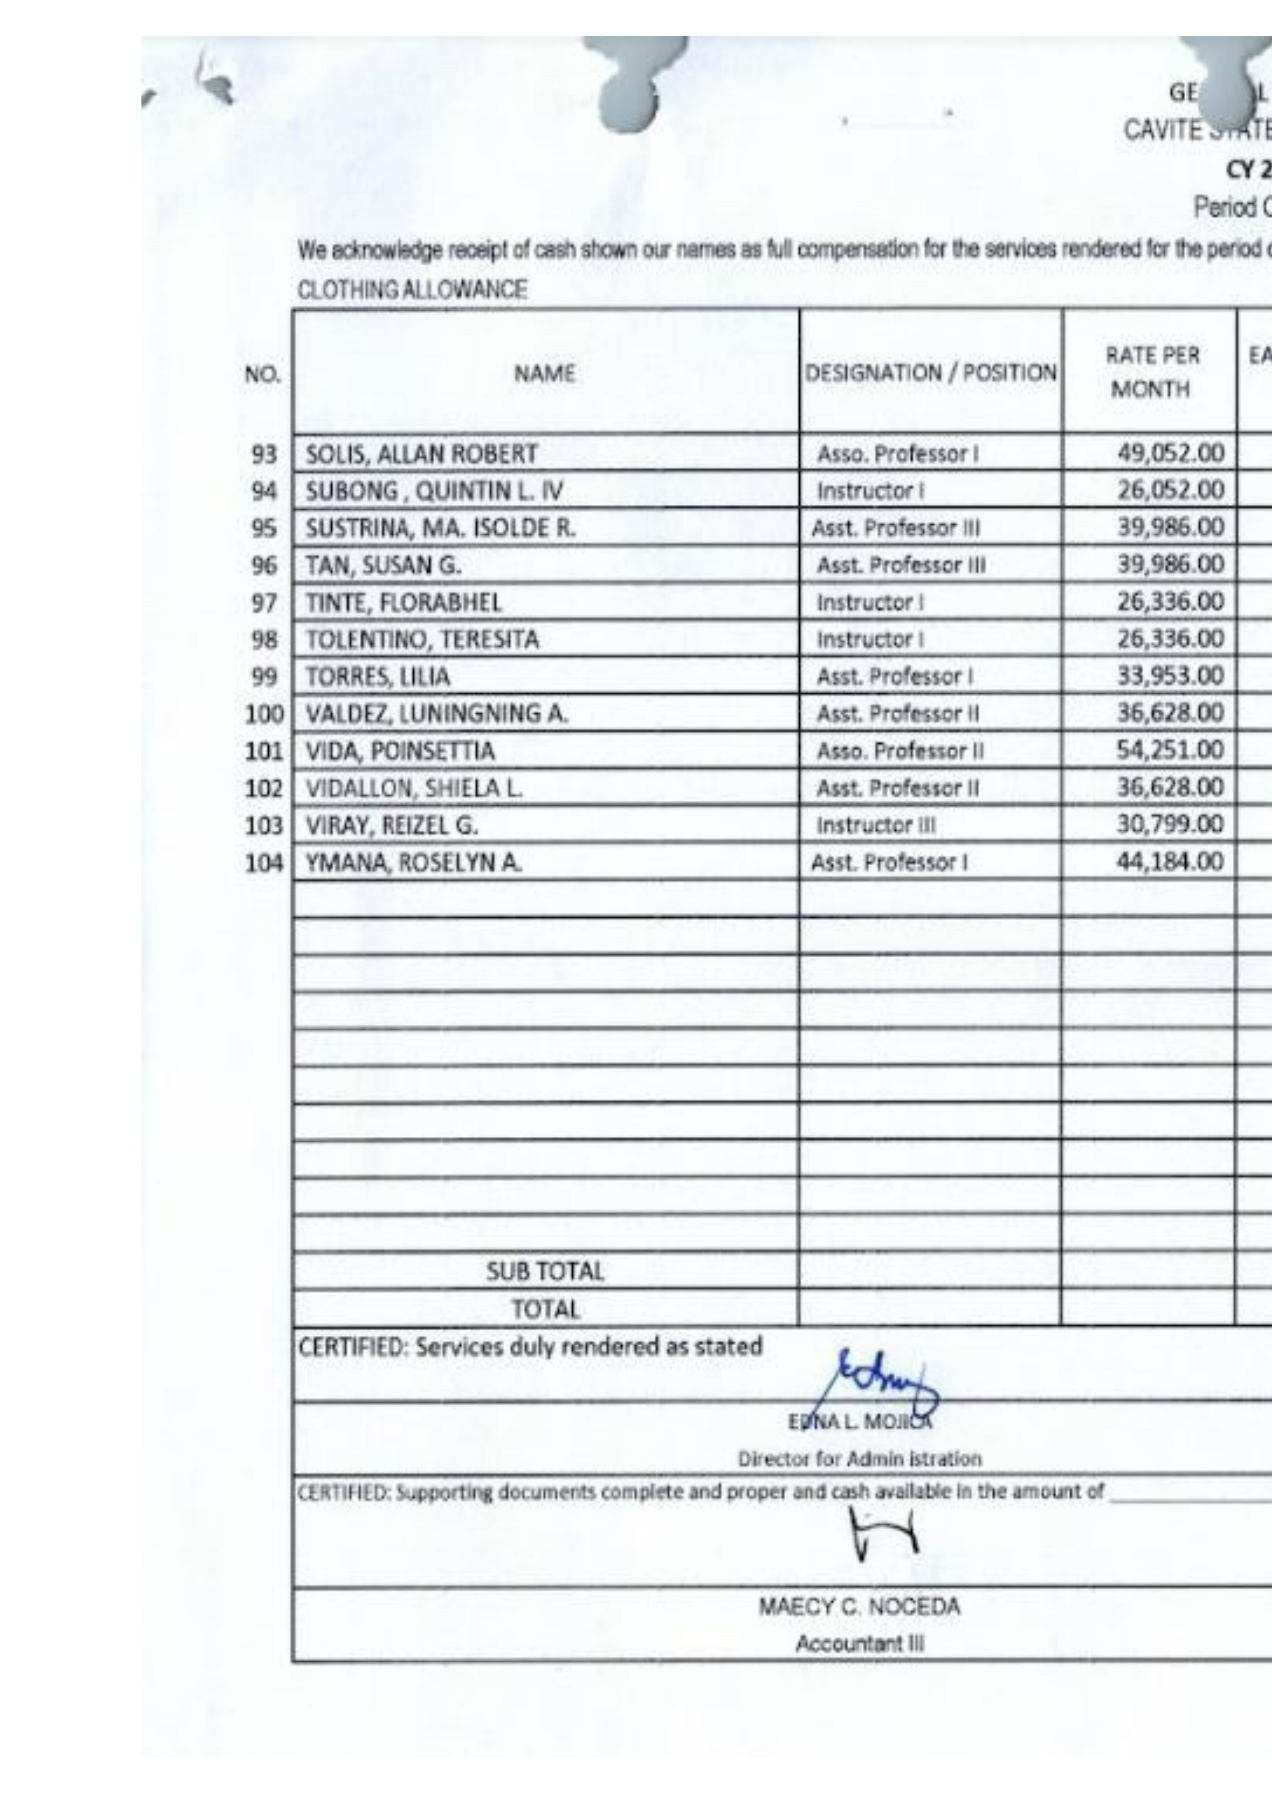 GE L
CAVITE STATE
CY 2
Period C
We acknowledge receipt of cash shown our names as full compensation for the services rendered for the period
CLOTHING ALLOWANCE
NO. NAME DESIGNATION / POSITION RATE PER MONTH EA
93 SOLIS, ALLAN ROBERT Asso. Professor I 49,052.00
94 SUBONG , QUINTIN L. IV Instructor I 26,052.00
95 SUSTRINA, MA. ISOLDE R. Asst. Professor III 39,986.00
96 TAN, SUSAN G. Asst. Professor III 39,986.00
97 TINTE, FLORABHEL Instructor I 26,336.00
98 TOLENTINO, TERESITA Instructor I 26,336.00
99 TORRES, LILIA Asst. Professor I 33,953.00
100 VALDEZ, LUNINGNING A. Asst. Professor II 36,628.00
101 VIDA, POINSETTIA Asso. Professor II 54,251.00
102 VIDALLON, SHIELA L. Asst. Professor II 36,628.00
103 VIRAY, REIZEL G. Instructor III 30,799.00
104 YMANA, ROSELYN A. Asst. Professor I 44,184.00
SUB TOTAL
TOTAL
CERTIFIED: Services duly rendered as stated
EDNA L. MOJICA
Director for Admin istration
CERTIFIED: Supporting documents complete and proper and cash available in the amount of
MAECY C. NOCEDA
Accountant III